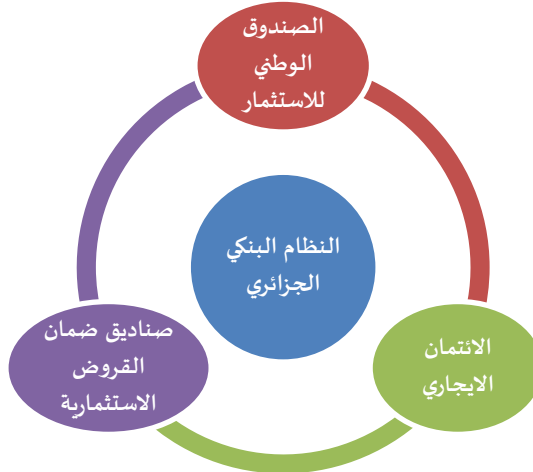 الصندوق
الوطني
للاستثمار
النظام البنكي
الجزائري
الائتمان
الايجاري
صناديق ضمان
القروض
الاستثمارية